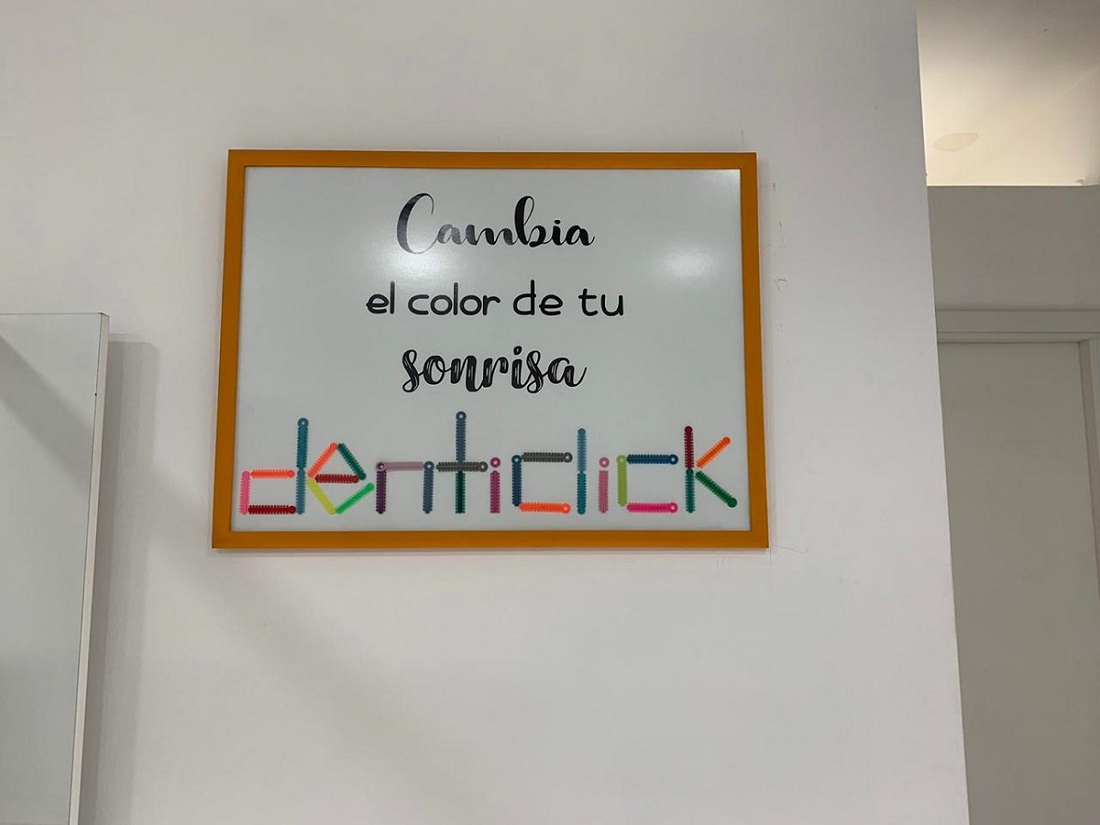 Cambia
el color de tu
sonrisa
denticlick